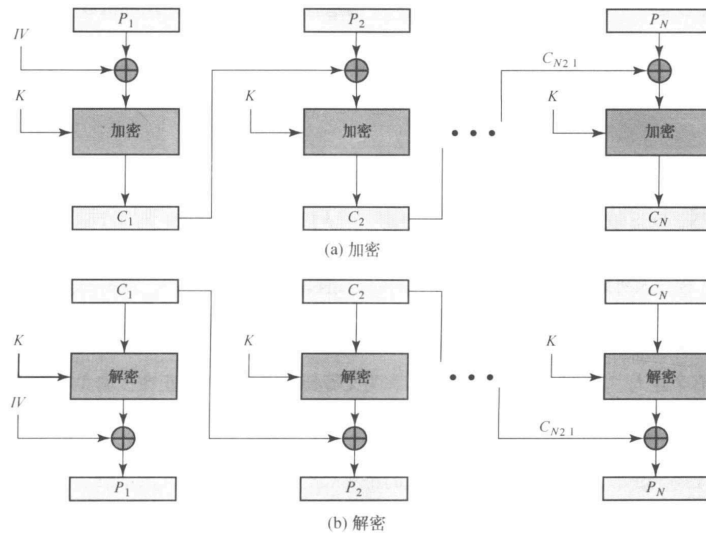 P1 P2 PN
IV
CN2 1
K K K
加密 加密 加密
C1 C2 CN
(a) 加密
C1 C2 CN
K K K
解密 解密 解密
IV
CN2 1
P1 P2 PN
(b) 解密